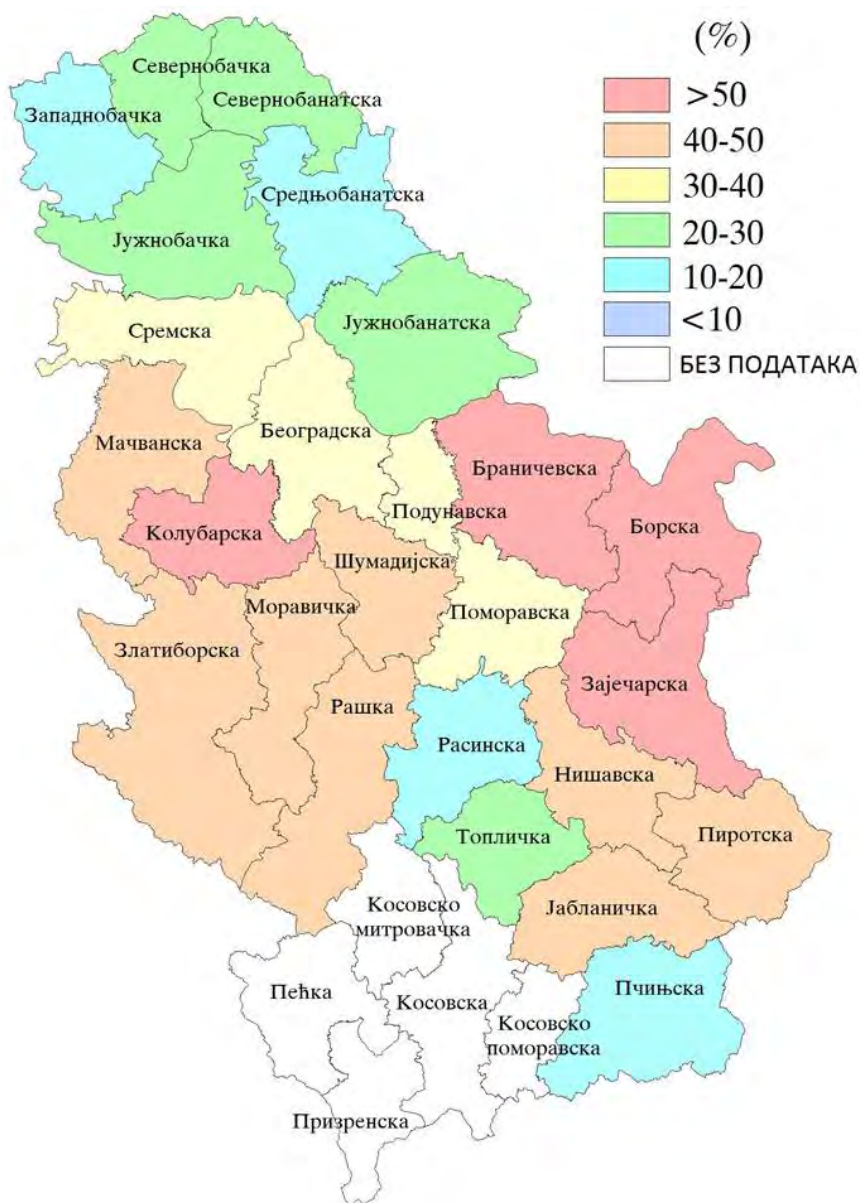 (%)
>50
40-50
30-40
20-30
10-20
<10
БЕЗ ПОДАТАКА
Севернобачка
Севернобанатска
Западнобачка
Средњобанатска
Јужнобачка
Јужнобанатска
Сремска
Београдска
Мачванска
Браничевска
Подунавска
Борска
Колубарска
Шумадијска
Моравичка
Поморавска
Златиборска
Зајечарска
Рашка
Расинска
Нишавска
Топличка
Пиротска
Јабланичка
Косовско
митровачка
Пећка
Косовска
Пчињска
Косовско
поморавска
Призренска